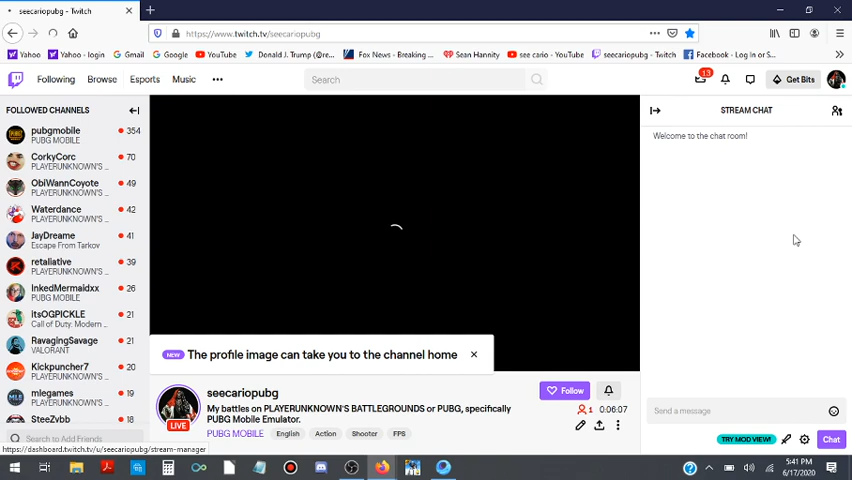 seecariopubg - Twitch
https://www.twitch.tv/seecariopubg
Yahoo Yahoo - login Gmail Google YouTube Donald J. Trump (@re... Fox News - Breaking ... Sean Hannity see cario - YouTube seecariopubg - Twitch Facebook - Log In or S...
Following Browse Esports Music Search 13 Get Bits
FOLLOWED CHANNELS
STREAM CHAT
Welcome to the chat room!
pubgmobile 354
PUBG MOBILE
CorkyCorc 70
PLAYERUNKNOWN'S ...
ObiWannCoyote 49
PLAYERUNKNOWN'S ...
Waterdance 42
PLAYERUNKNOWN'S ...
JayDreame 41
Escape From Tarkov
retaliative 39
PLAYERUNKNOWN'S ...
InkedMermaidxx 26
PUBG MOBILE
itsOGPICKLE 21
Call of Duty: Modern ...
RavagingSavage 21
VALORANT
Kickpuncher7 20
PLAYERUNKNOWN'S ...
mlegames 19
PLAYERUNKNOWN'S ...
SteeZybb 18
Search to Add Friends
NEW The profile image can take you to the channel home
seecariopubg
LIVE
My battles on PLAYERUNKNOWN'S BATTLEGROUNDS or PUBG, specifically
PUBG Mobile Emulator.
PUBG MOBILE English Action Shooter FPS
Follow
1 0:06:07
Send a message
TRY MOD VIEW! Chat
https://dashboard.twitch.tv/u/seecariopubg/stream-manager
5:41 PM
6/17/2020